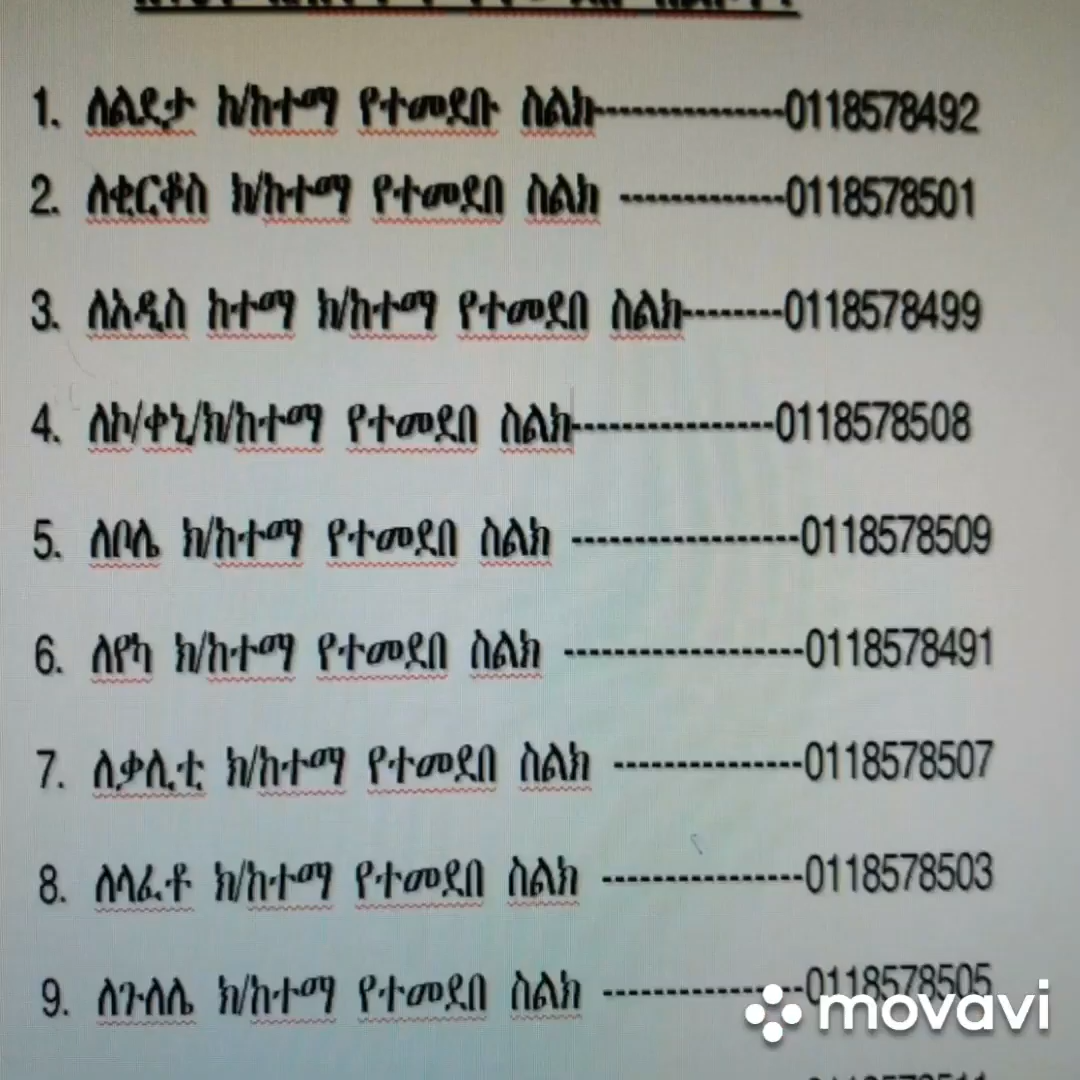 1. ለልደታ ክ/ከተማ የተመደቡ ስልክ---------------0118578492
2. ለቂርቆስ ክ/ከተማ የተመደበ ስልክ -------------0118578501
3. ለአዲስ ከተማ ክ/ከተማ የተመደበ ስልክ--------0118578499
4. ለኮ/ቀኒ/ክ/ከተማ የተመደበ ስልክ----------------0118578508
5. ለቦሌ ክ/ከተማ የተመደበ ስልክ ------------------0118578509
6. ለየካ ክ/ከተማ የተመደበ ስልክ -------------------0118578491
7. ለቃሊቲ ክ/ከተማ የተመደበ ስልክ ---------------0118578507
8. ለላፈቶ ክ/ከተማ የተመደበ ስልክ ----------------0118578503
9. ለጉለሌ ክ/ከተማ የተመደበ ስልክ ----------------0118578505
movavi